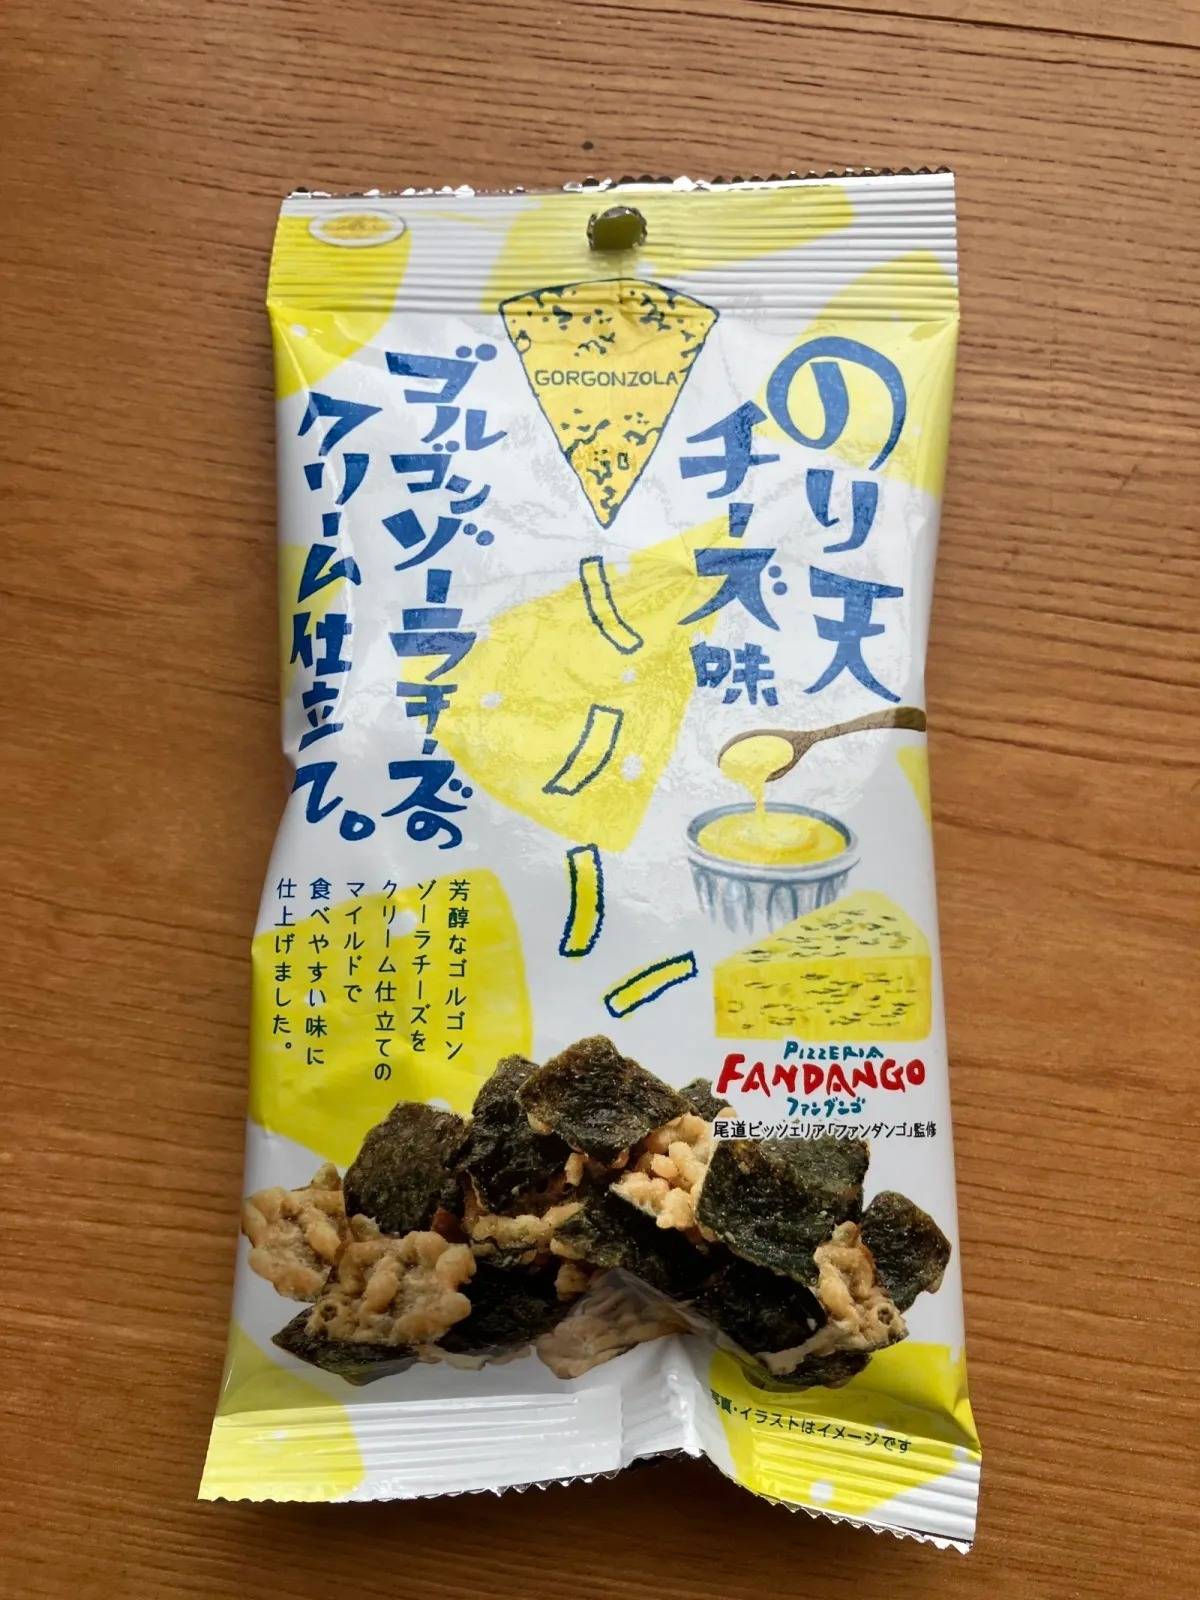 のり天
チーズ味
GORGONZOLA
ゴルゴンゾーラチーズの
クリーム仕立て。
芳醇なゴルゴン
ゾーラチーズを
クリーム仕立ての
マイルドで
食べやすい味に
仕上げました。
PIZZERIA
FANDANGO
ファンダンゴ
尾道ピッツェリア「ファンダンゴ」監修
写真・イラストはイメージです